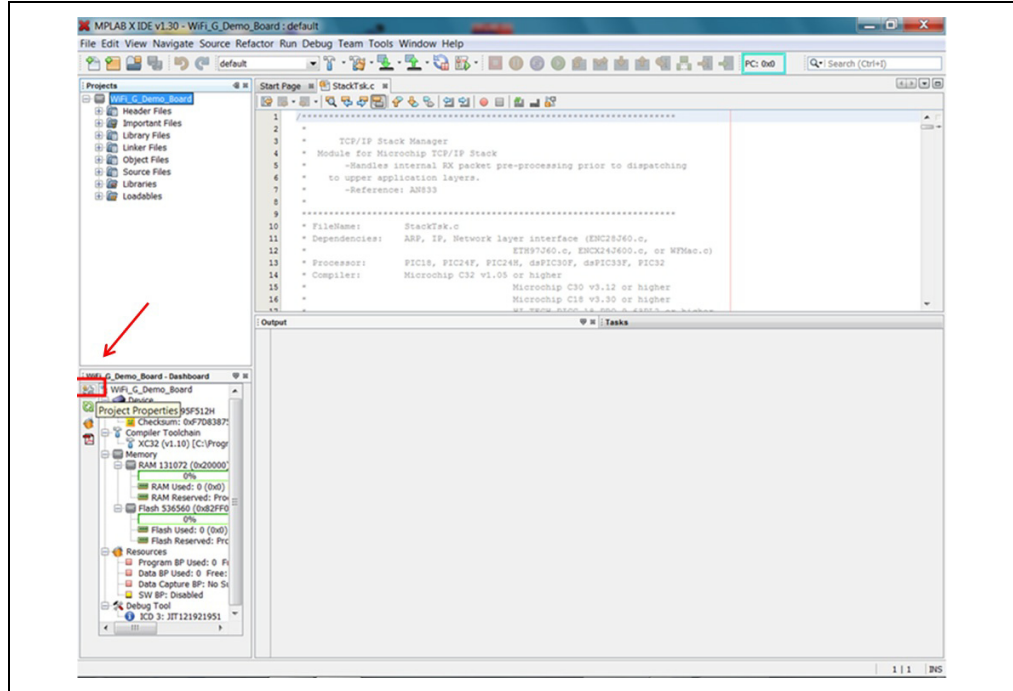 MPLAB X IDE v1.30 - WiFi_G_Demo_Board : default
File Edit View Navigate Source Refactor Run Debug Team Tools Window Help
default
PC: 0x0
Search (Ctrl+I)
Projects
WiFi_G_Demo_Board
Header Files
Important Files
Library Files
Linker Files
Object Files
Source Files
Libraries
Loadables
Start Page
StackTsk.c
1 /**************************************************************************
2 *
3 * TCP/IP Stack Manager
4 * Module for Microchip TCP/IP Stack
5 * -Handles internal RX packet pre-processing prior to dispatching
6 * to upper application layers.
7 * -Reference: AN833
8 *
9 **************************************************************************
10 * FileName: StackTsk.c
11 * Dependencies: ARP, IP, Network layer interface (ENC28J60.c,
12 * ETH97J60.c, ENCX24J600.c, or WFMac.c)
13 * Processor: PIC18, PIC24F, PIC24H, dsPIC30F, dsPIC33F, PIC32
14 * Compiler: Microchip C32 v1.05 or higher
15 * Microchip C30 v3.12 or higher
16 * Microchip C18 v3.30 or higher
17
Output
Tasks
WiFi_G_Demo_Board - Dashboard
WiFi_G_Demo_Board
Device
Project Properties
95F512H
Checksum: 0xF7D8387
Compiler Toolchain
XC32 (v1.10) [C:\Progr
Memory
RAM 131072 (0x20000)
0%
RAM Used: 0 (0x0)
RAM Reserved: Pro
Flash 536560 (0x82FF0
0%
Flash Used: 0 (0x0)
Flash Reserved: Prc
Resources
Program BP Used: 0 Fr
Data BP Used: 0 Free:
Data Capture BP: No Su
SW BP: Disabled
Debug Tool
ICD 3: JIT121921951
1 | 1 INS